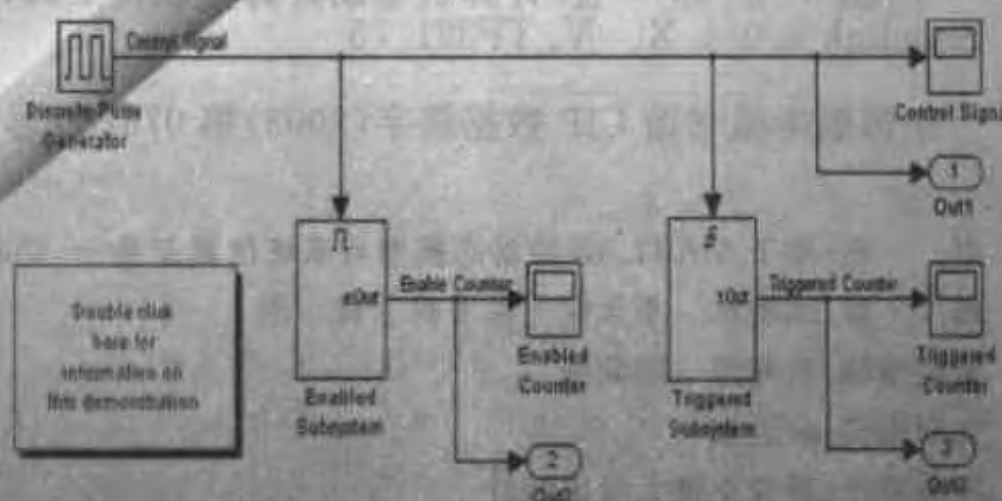 Control Signal
Discrete Pulse
Generator
Control Signal
1
Out1
eOut
Enable Counter
tOut
Triggered Counter
Double click
here for
information on
this demonstration
Enabled
Subsystem
Enabled
Counter
Triggered
Subsystem
Triggered
Counter
2
Out2
3